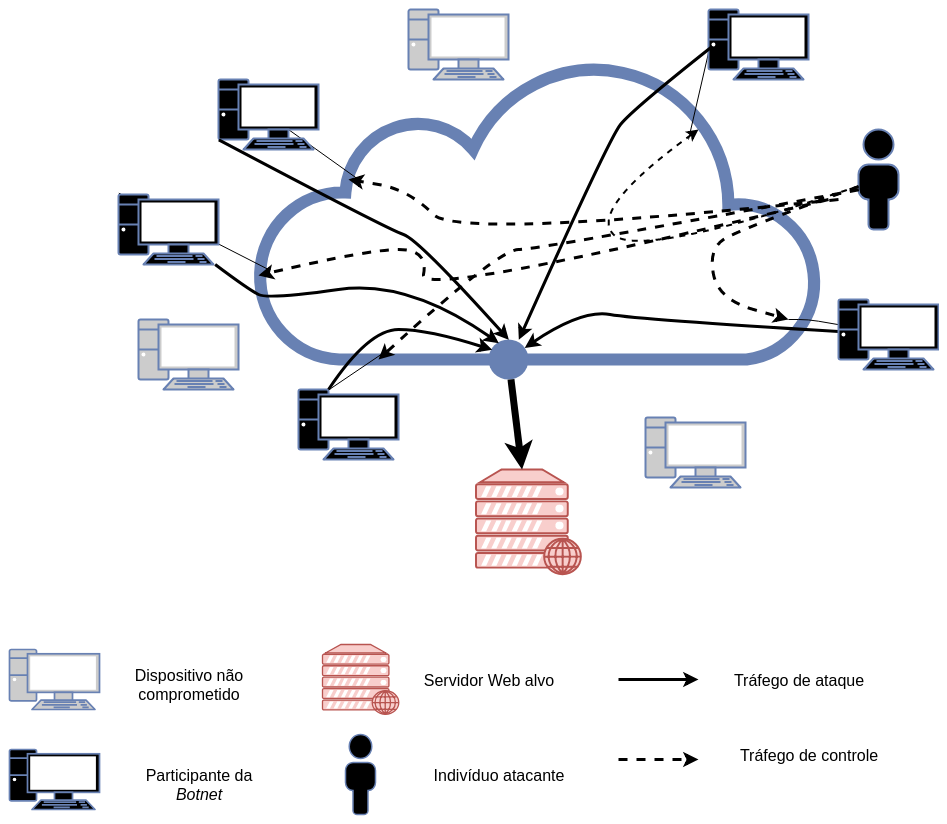 Dispositivo não
comprometido
Servidor Web alvo
Tráfego de ataque
Participante da
Botnet
Indivíduo atacante
Tráfego de controle